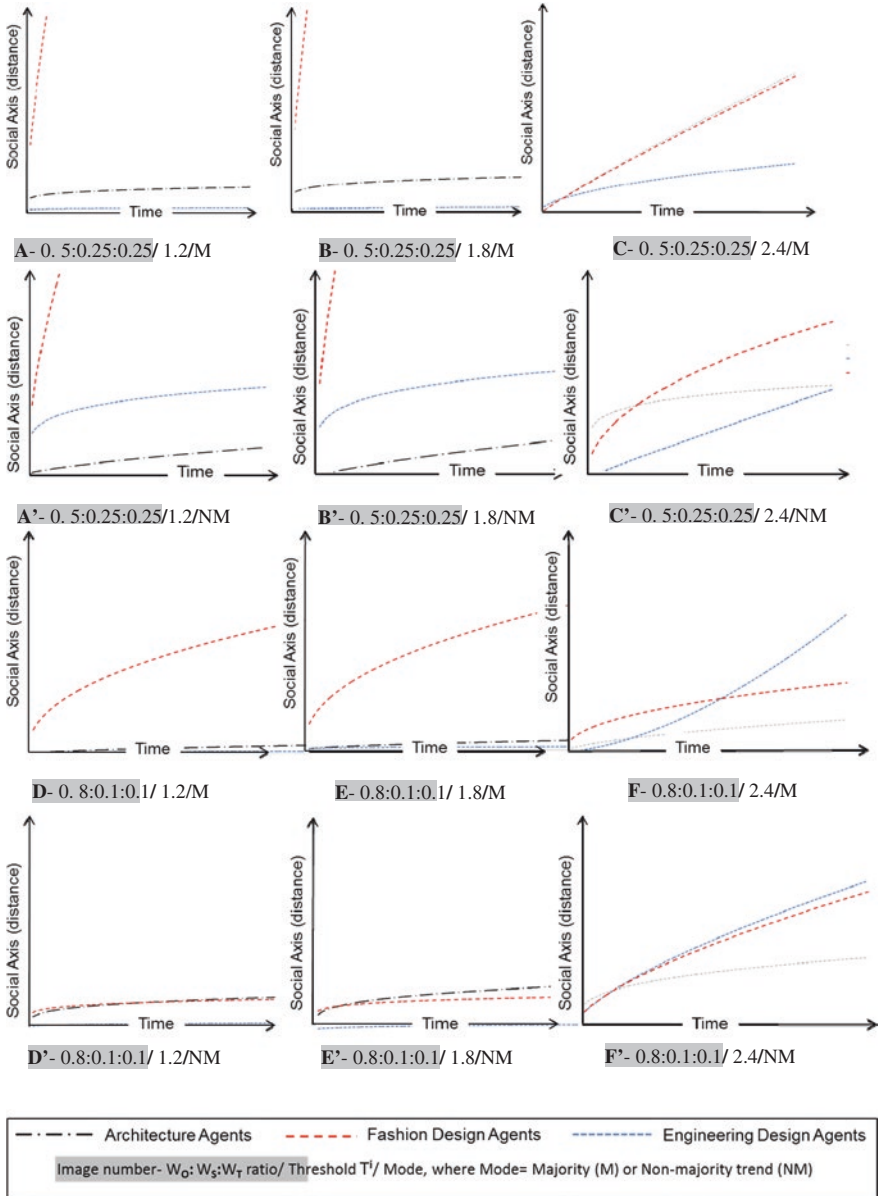 Social Axis (distance)
Time
Social Axis (distance)
Time
Social Axis (distance)
Time
A- 0. 5:0.25:0.25/ 1.2/M
B- 0. 5:0.25:0.25/ 1.8/M
C- 0. 5:0.25:0.25/ 2.4/M
Social Axis (distance)
Time
Social Axis (distance)
Time
Social Axis (distance)
Time
A’- 0. 5:0.25:0.25/1.2/NM
B’- 0. 5:0.25:0.25/ 1.8/NM
C’- 0. 5:0.25:0.25/ 2.4/NM
Social Axis (distance)
Time
Social Axis (distance)
Time
Social Axis (distance)
Time
D- 0. 8:0.1:0.1/ 1.2/M
E- 0.8:0.1:0.1/ 1.8/M
F- 0.8:0.1:0.1/ 2.4/M
Social Axis (distance)
Time
Social Axis (distance)
Time
Social Axis (distance)
Time
D’- 0.8:0.1:0.1/ 1.2/NM
E’- 0.8:0.1:0.1/ 1.8/NM
F’- 0.8:0.1:0.1/ 2.4/NM
Architecture Agents
Fashion Design Agents
Engineering Design Agents
Image number- WO: WS:WT ratio/ Threshold Ti/ Mode, where Mode= Majority (M) or Non-majority trend (NM)